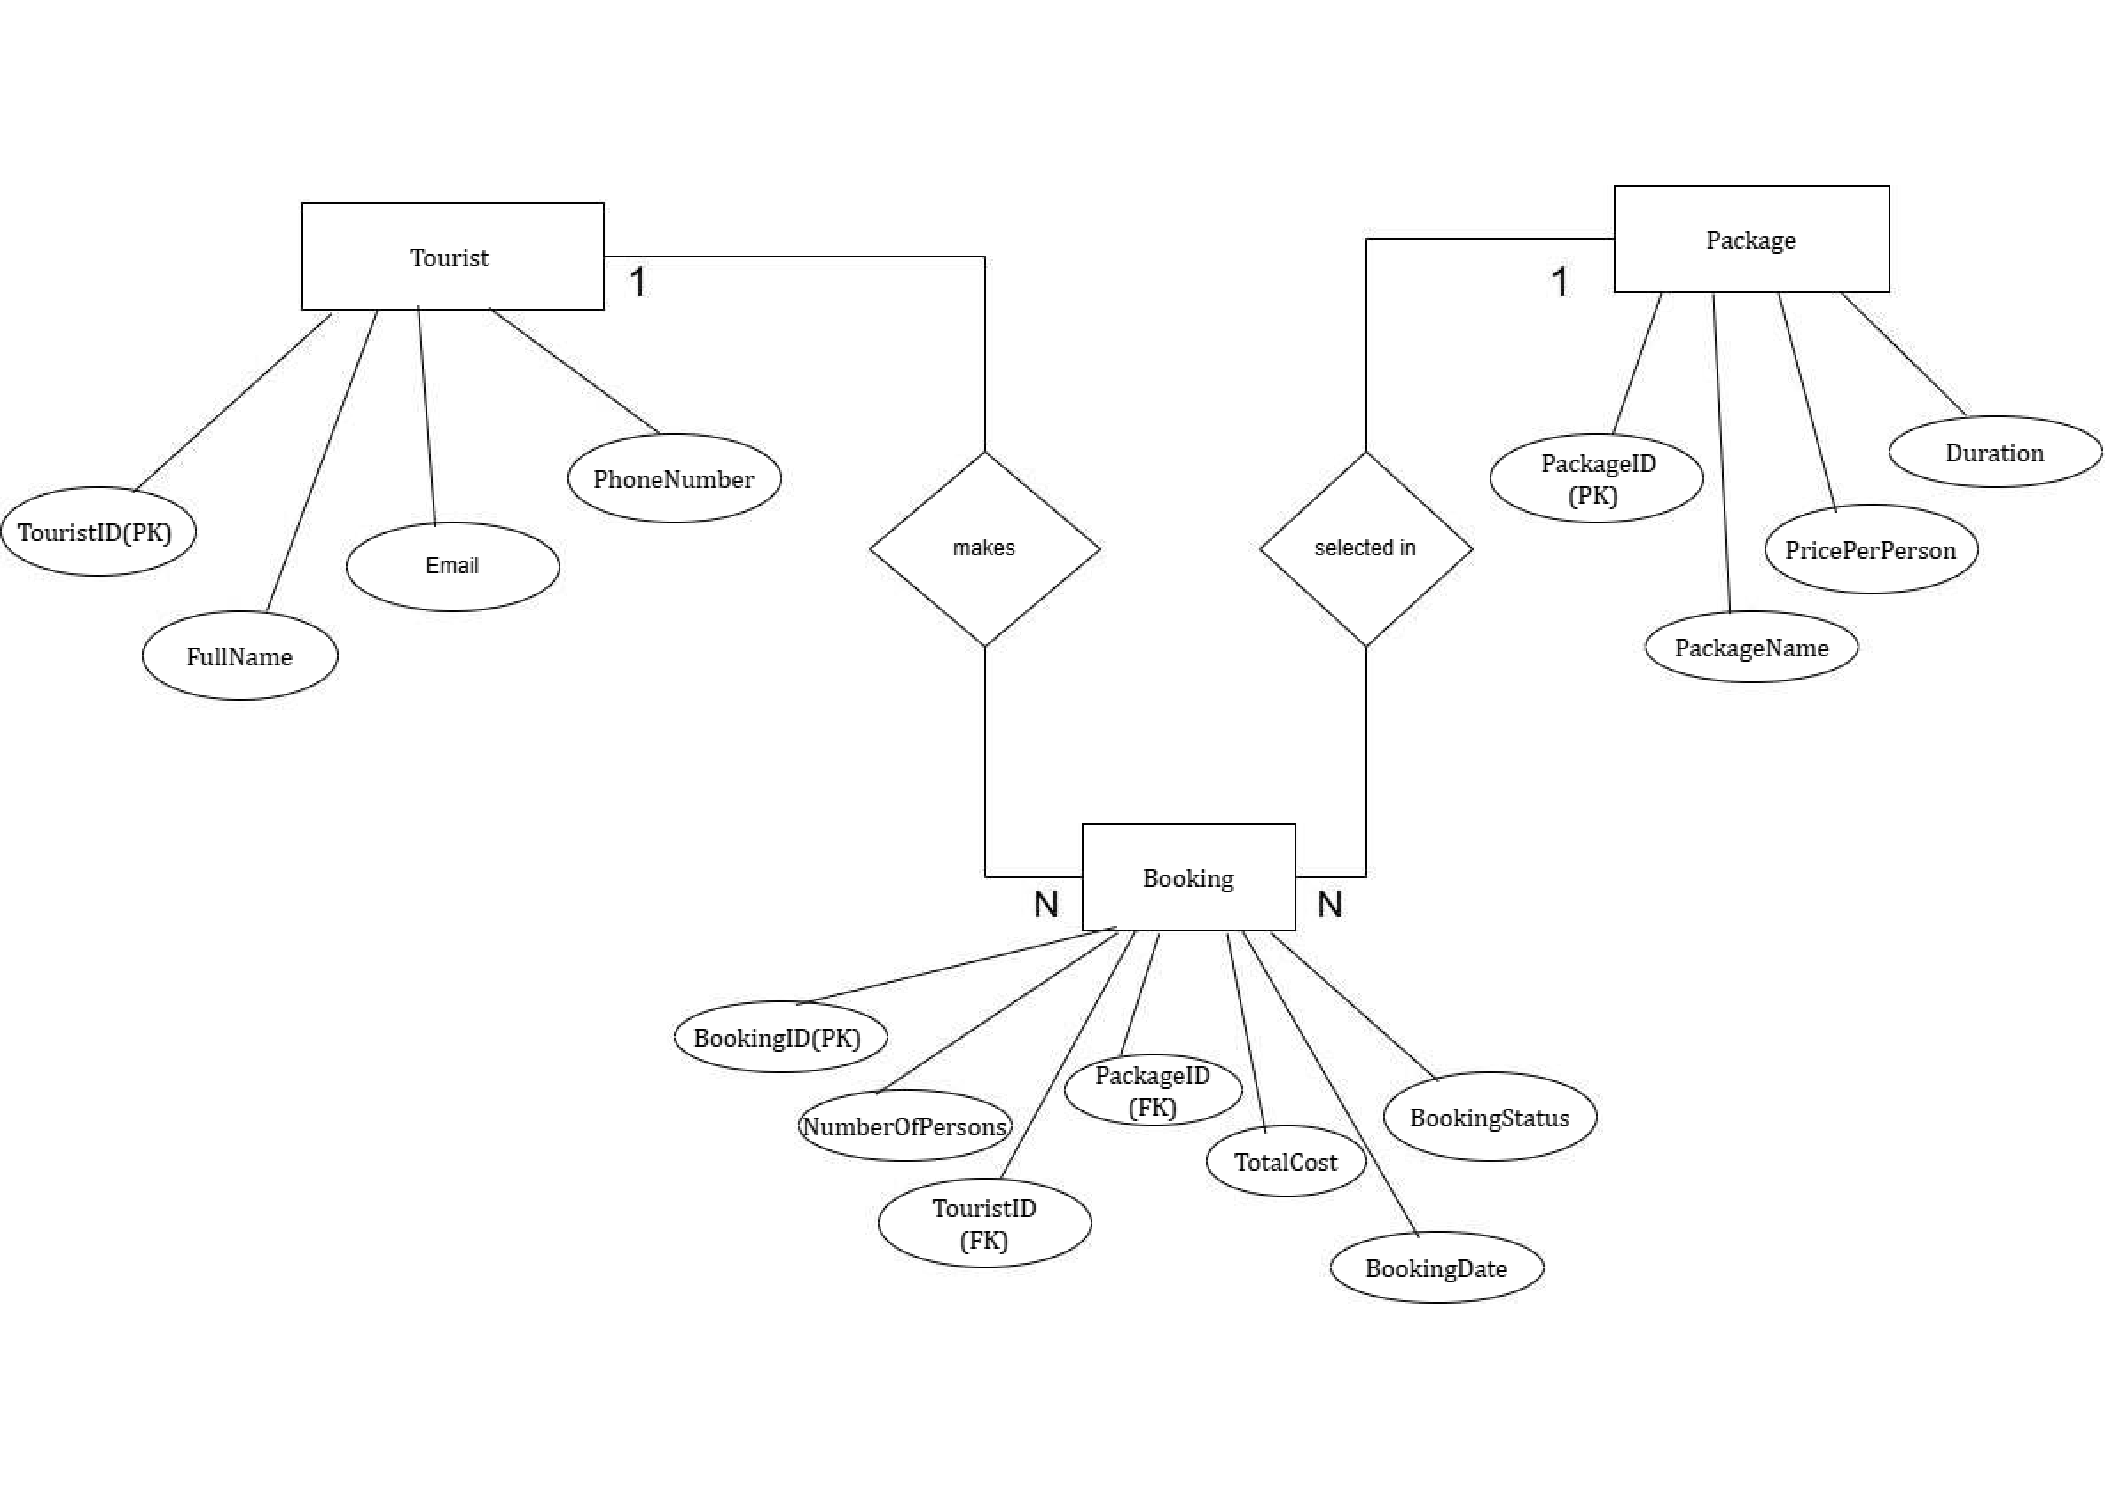 Tourist
1
Package
1
TouristID(PK)
FullName
Email
PhoneNumber
makes
selected in
PackageID
(PK)
PackageName
PricePerPerson
Duration
Booking
N
N
BookingID(PK)
NumberOfPersons
TouristID
(FK)
PackageID
(FK)
TotalCost
BookingDate
BookingStatus